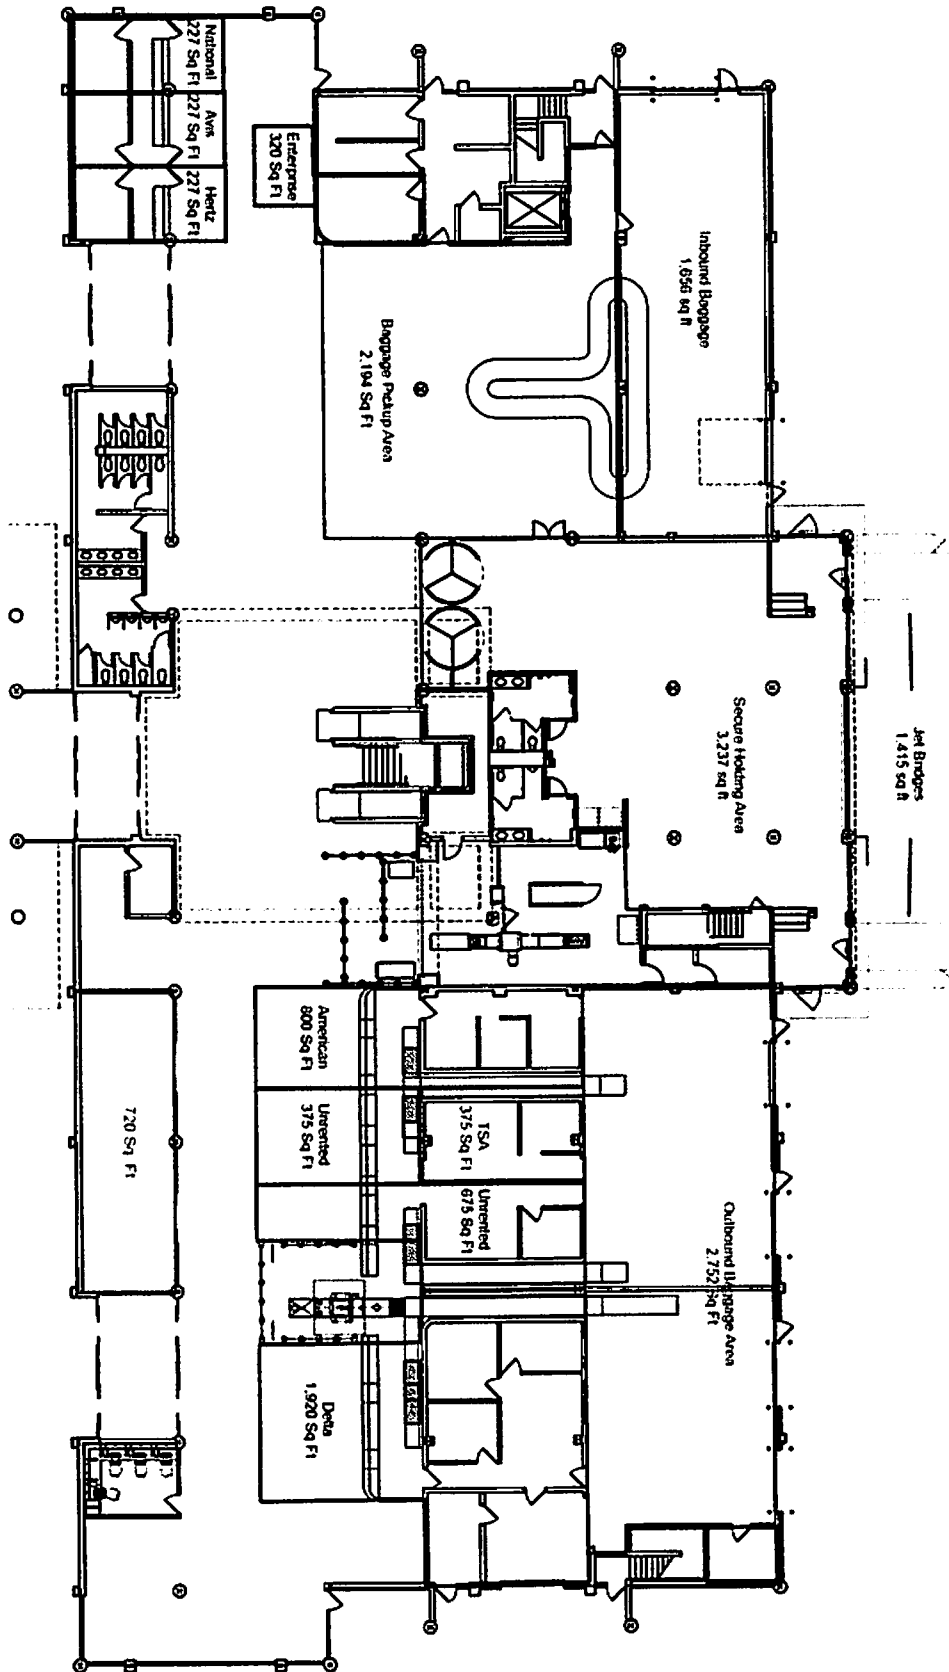 National
227 Sq Ft
Avis
227 Sq Ft
Hertz
227 Sq Ft
Enterprise
320 Sq Ft
Inbound Baggage
1,656 sq ft
Baggage Pickup Area
2,194 Sq Ft
Jet Bridges
1,415 sq ft
Secure Holding Area
3,237 sq ft
American
800 Sq Ft
Unrented
375 Sq Ft
TSA
375 Sq Ft
Unrented
675 Sq Ft
Outbound Baggage Area
2,752 Sq Ft
720 Sq Ft
Delta
1,920 Sq Ft